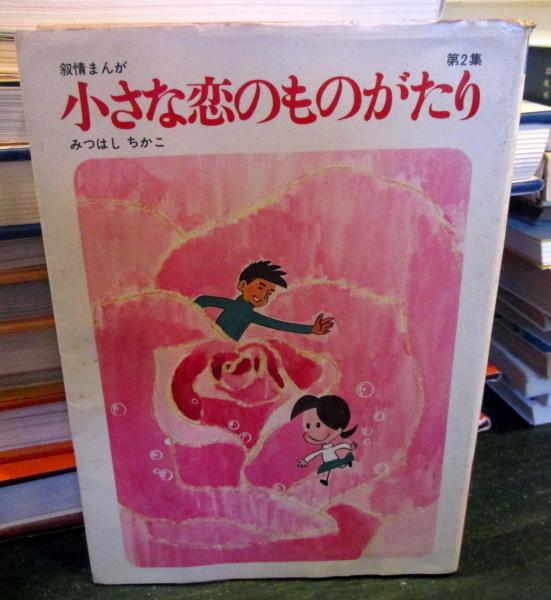 叙情まんが
第2集
小さな恋のものがたり
みつはし ちかこ